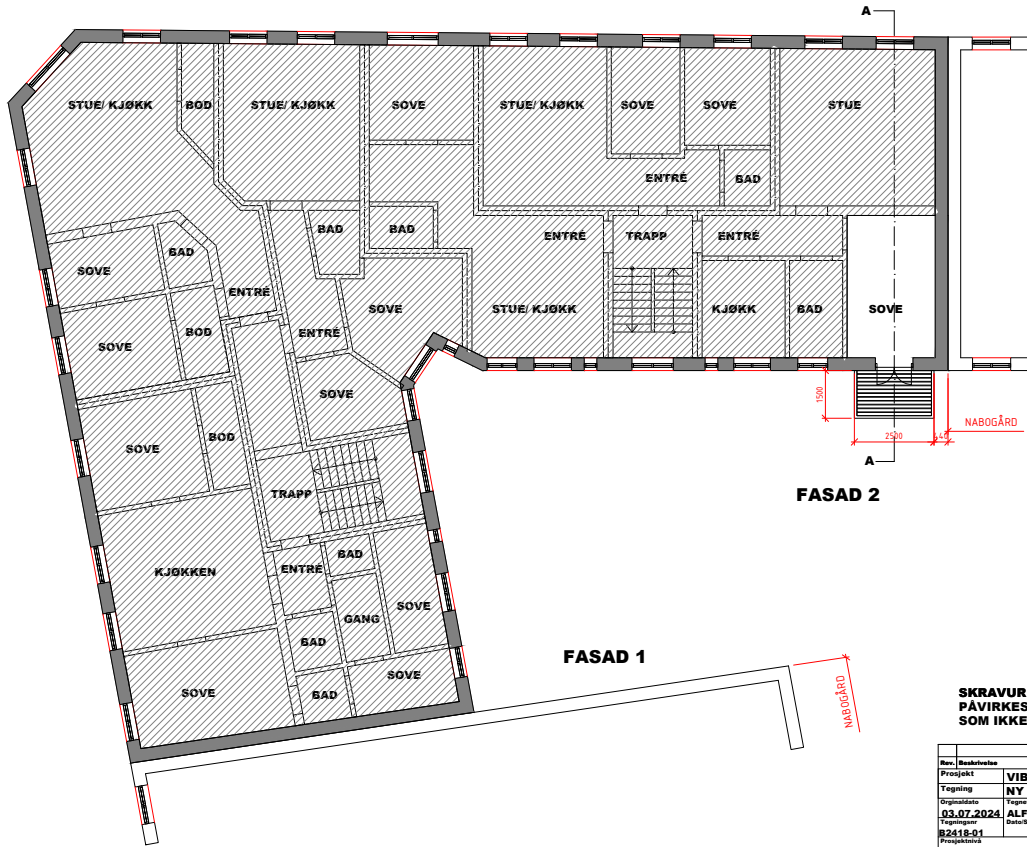 A
STUE/ KJØKK
BOD
STUE/ KJØKK
SOVE
STUE/ KJØKK
SOVE
SOVE
STUE
ENTRÉ
BAD
BAD
BAD
ENTRÉ
TRAPP
ENTRÉ
BAD
SOVE
ENTRÉ
SOVE
STUE/ KJØKK
KJØKK
BAD
SOVE
SOVE
BOD
ENTRÉ
SOVE
1500
2500
440
NABOGÅRD
A
SOVE
BOD
FASAD 2
TRAPP
KJØKKEN
ENTRÉ
BAD
SOVE
GANG
BAD
FASAD 1
SOVE
BAD
SOVE
NABOGÅRD
SKRAVUR
PÅVIRKES
SOM IKKE
Rev. Beskrivelse
Prosjekt VIB
Tegning NY
Orginaldato Tegne
03.07.2024 ALF
Tegningsnr Dato/S
B2418-01
Prosjektnivå